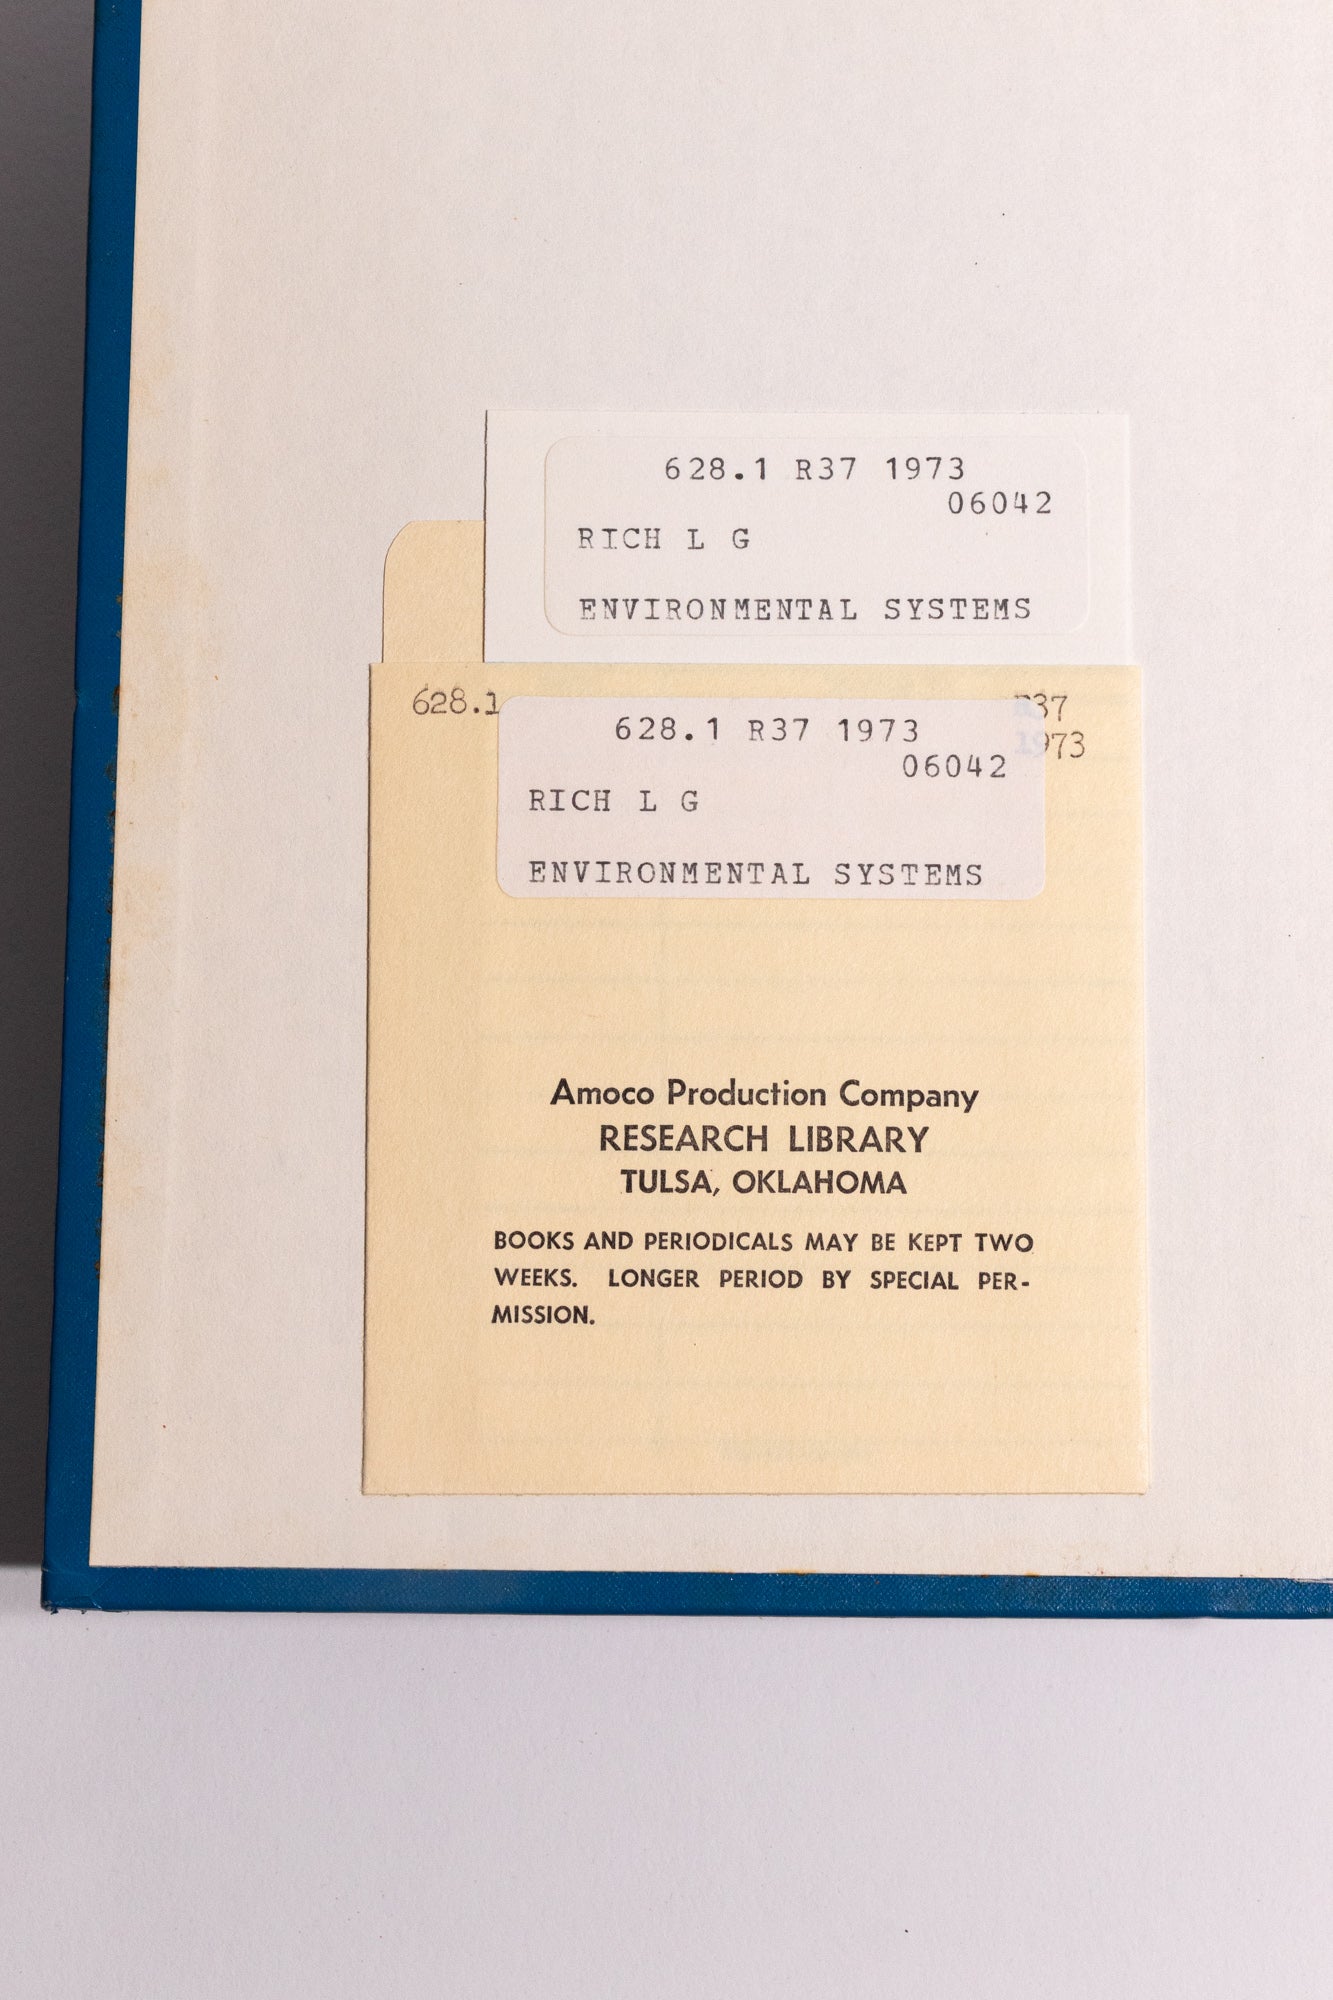 628.1 R37 1973
06042
RICH L G
ENVIRONMENTAL SYSTEMS
628.1 R37
1973
628.1 R37 1973
06042
RICH L G
ENVIRONMENTAL SYSTEMS
Amoco Production Company
RESEARCH LIBRARY
TULSA, OKLAHOMA
BOOKS AND PERIODICALS MAY BE KEPT TWO
WEEKS. LONGER PERIOD BY SPECIAL PER-
MISSION.